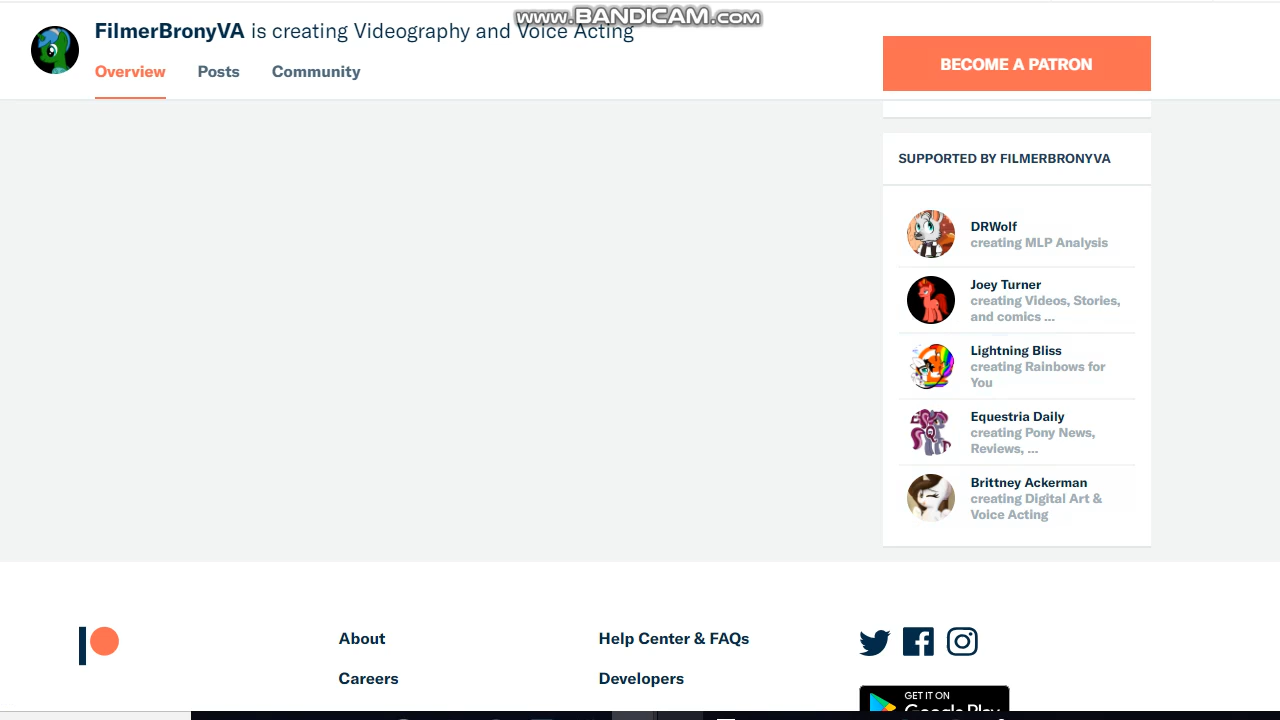 www.BANDICAM.com
FilmerBronyVA is creating Videography and Voice Acting
Overview
Posts
Community
BECOME A PATRON
SUPPORTED BY FILMERBRONYVA
DRWolf
creating MLP Analysis
Joey Turner
creating Videos, Stories,
and comics ...
Lightning Bliss
creating Rainbows for
You
Equestria Daily
creating Pony News,
Reviews, ...
Brittney Ackerman
creating Digital Art &
Voice Acting
About
Help Center & FAQs
Careers
Developers
GET IT ON
Google Play